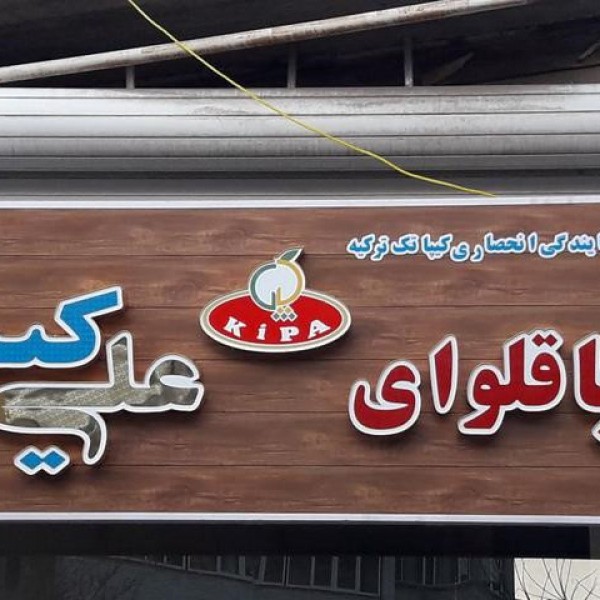 ایندگی انحصاری کیپا تک ترکیه
KiPA
باقلوای
علی